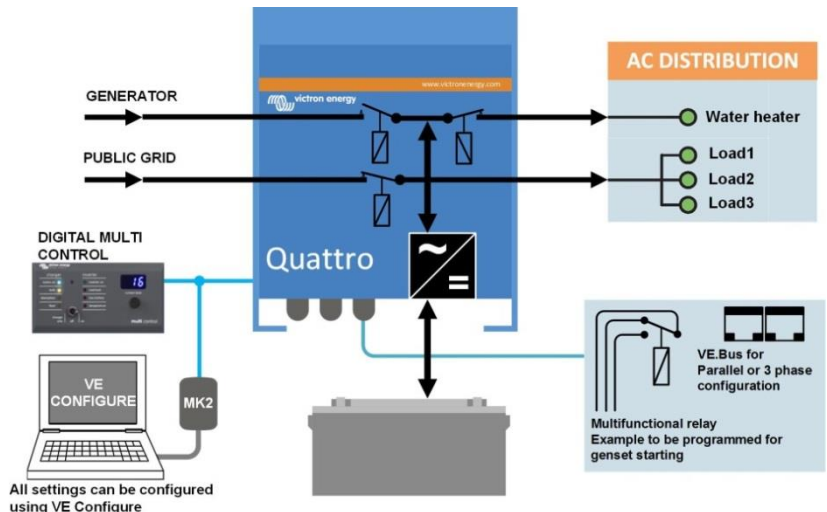 www.victronenergy.com
victron energy
GENERATOR
PUBLIC GRID
AC DISTRIBUTION
Water heater
Load1
Load2
Load3
DIGITAL MULTI
CONTROL
16
multi control
Quattro
VE
CONFIGURE
MK2
All settings can be configured
using VE Configure
VE.Bus for
Parallel or 3 phase
configuration
Multifunctional relay
Example to be programmed for
genset starting